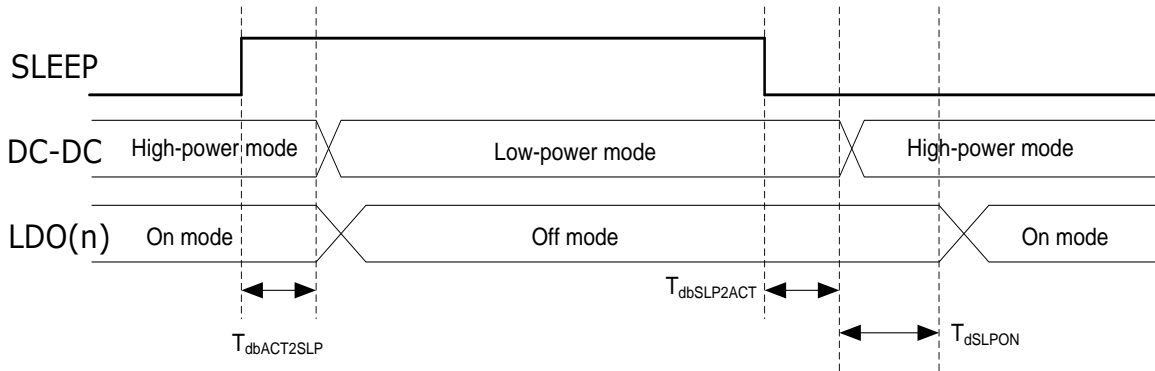 SLEEP
DC-DC High-power mode Low-power mode High-power mode
LDO(n) On mode Off mode On mode
TdbSLP2ACT
TdbACT2SLP TdSLPON